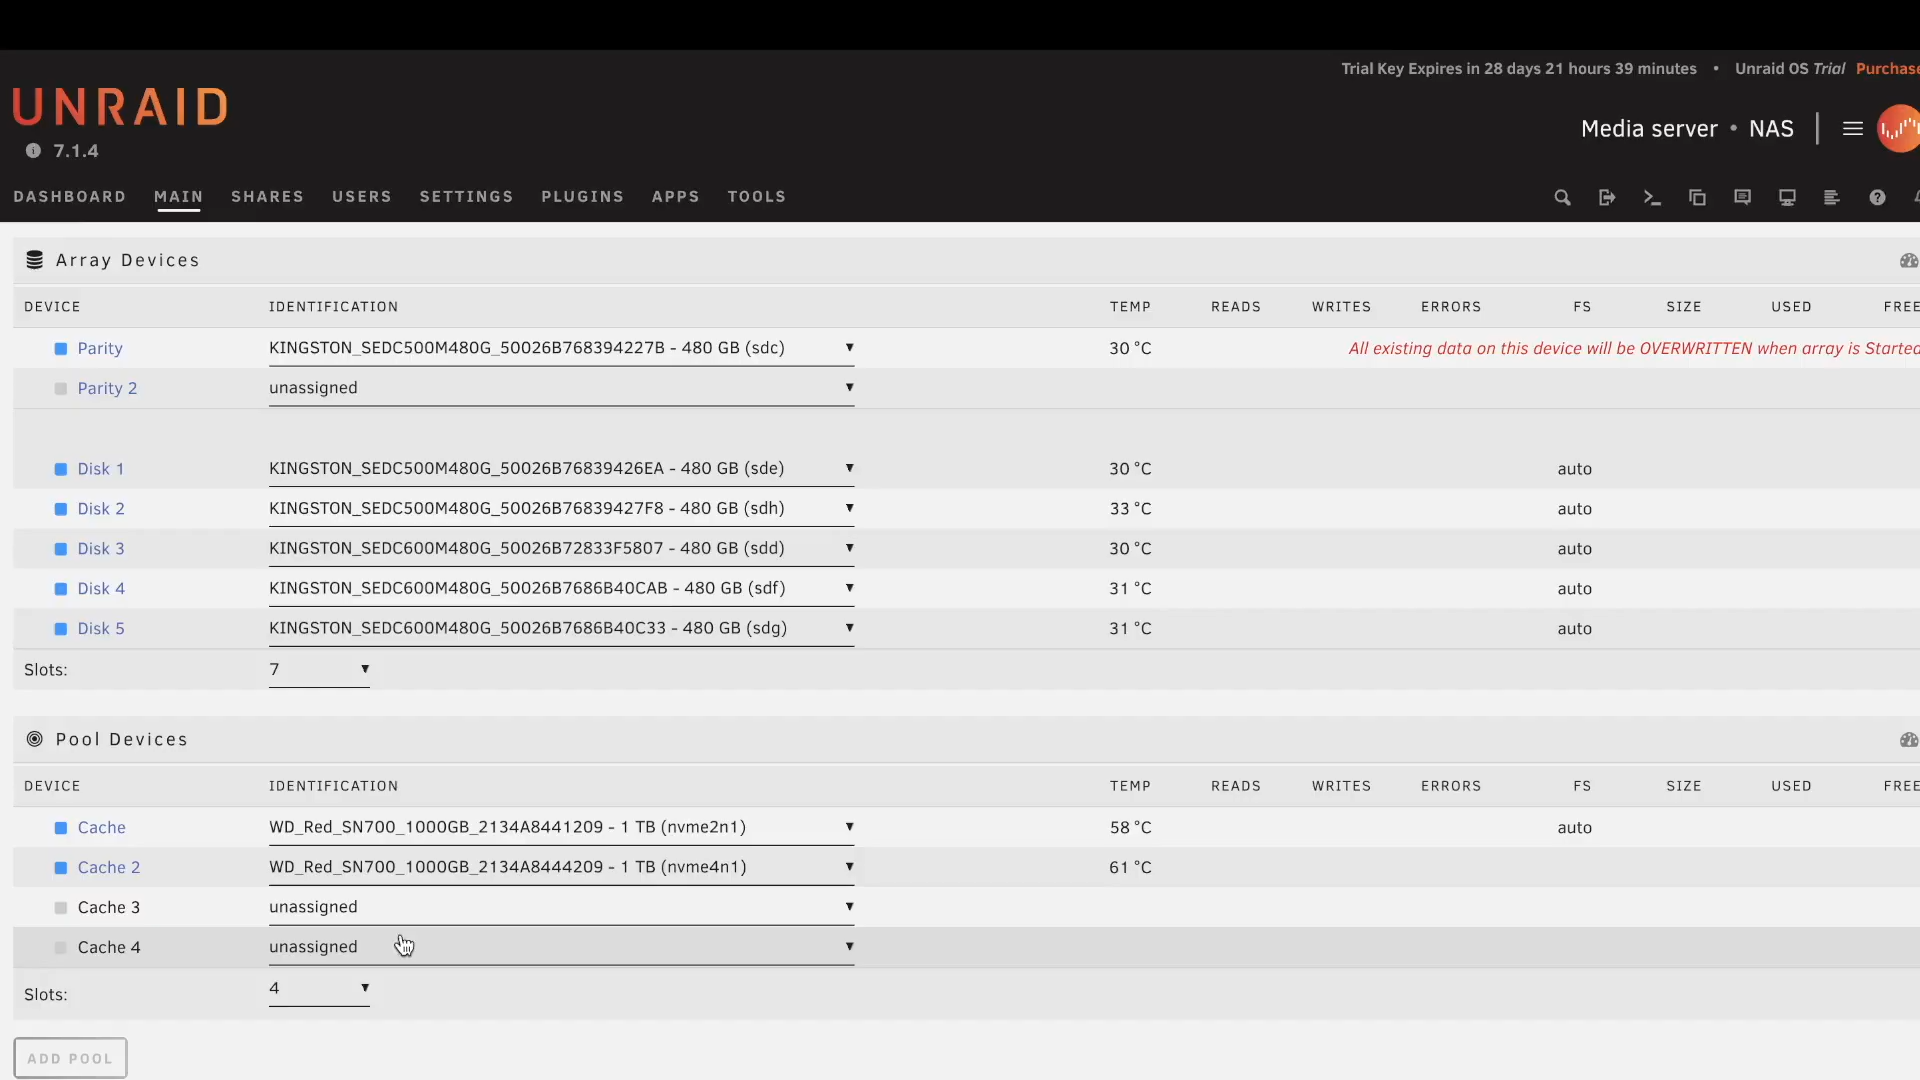 Trial Key Expires in 28 days 21 hours 39 minutes • Unraid OS Trial Purchase
UNRAID
7.1.4
Media server • NAS
DASHBOARD MAIN SHARES USERS SETTINGS PLUGINS APPS TOOLS
Array Devices
DEVICE IDENTIFICATION TEMP READS WRITES ERRORS FS SIZE USED FREE
Parity KINGSTON_SEDC500M480G_50026B768394227B - 480 GB (sdc) 30 °C All existing data on this device will be OVERWRITTEN when array is Started
Parity 2 unassigned
Disk 1 KINGSTON_SEDC500M480G_50026B76839426EA - 480 GB (sde) 30 °C auto
Disk 2 KINGSTON_SEDC500M480G_50026B76839427F8 - 480 GB (sdh) 33 °C auto
Disk 3 KINGSTON_SEDC600M480G_50026B72833F5807 - 480 GB (sdd) 30 °C auto
Disk 4 KINGSTON_SEDC600M480G_50026B7686B40CAB - 480 GB (sdf) 31 °C auto
Disk 5 KINGSTON_SEDC600M480G_50026B7686B40C33 - 480 GB (sdg) 31 °C auto
Slots: 7
Pool Devices
DEVICE IDENTIFICATION TEMP READS WRITES ERRORS FS SIZE USED FREE
Cache WD_Red_SN700_1000GB_2134A8441209 - 1 TB (nvme2n1) 58 °C auto
Cache 2 WD_Red_SN700_1000GB_2134A8444209 - 1 TB (nvme4n1) 61 °C
Cache 3 unassigned
Cache 4 unassigned
Slots: 4
ADD POOL